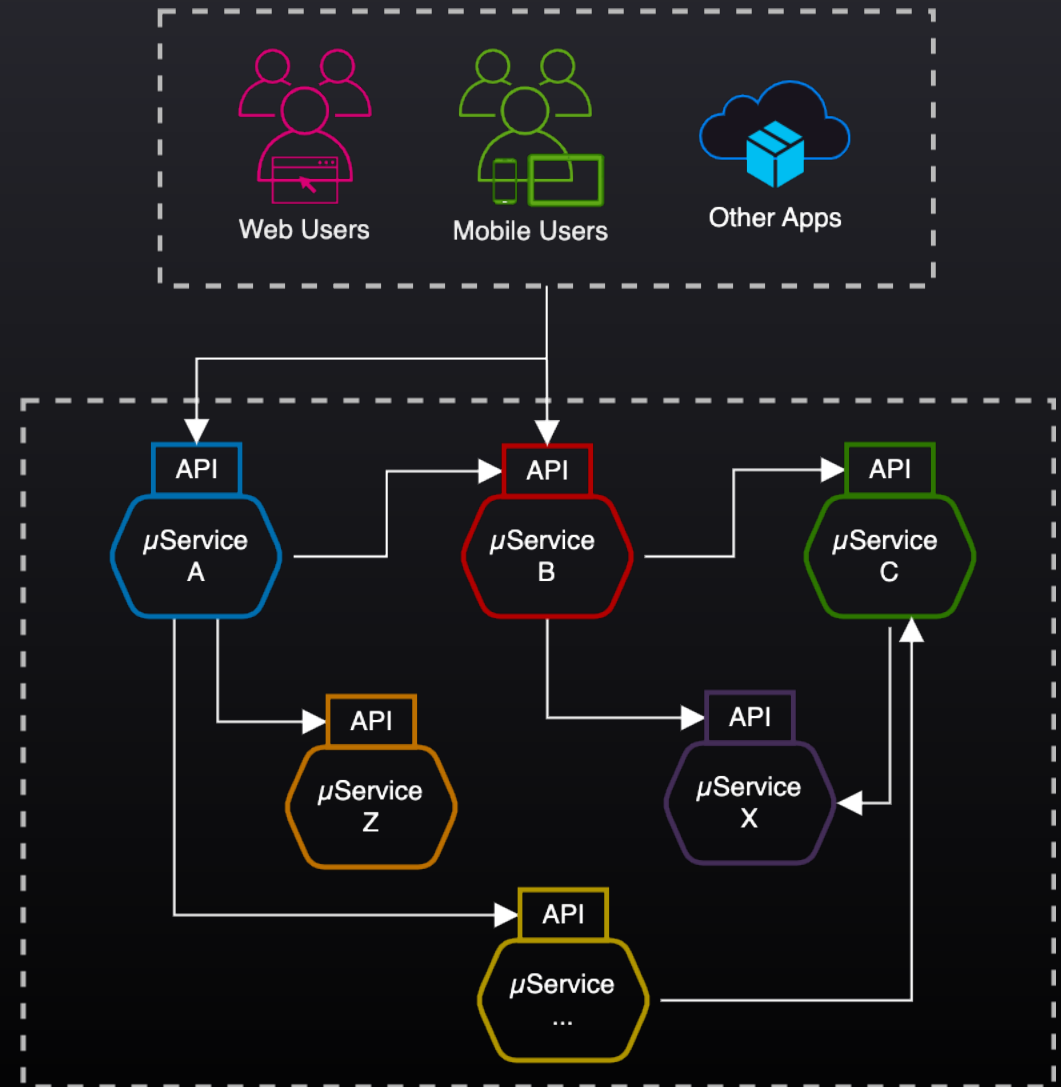 Web Users
Mobile Users
Other Apps
API
API
API
µService
A
µService
B
µService
C
API
API
µService
Z
µService
X
API
µService
...